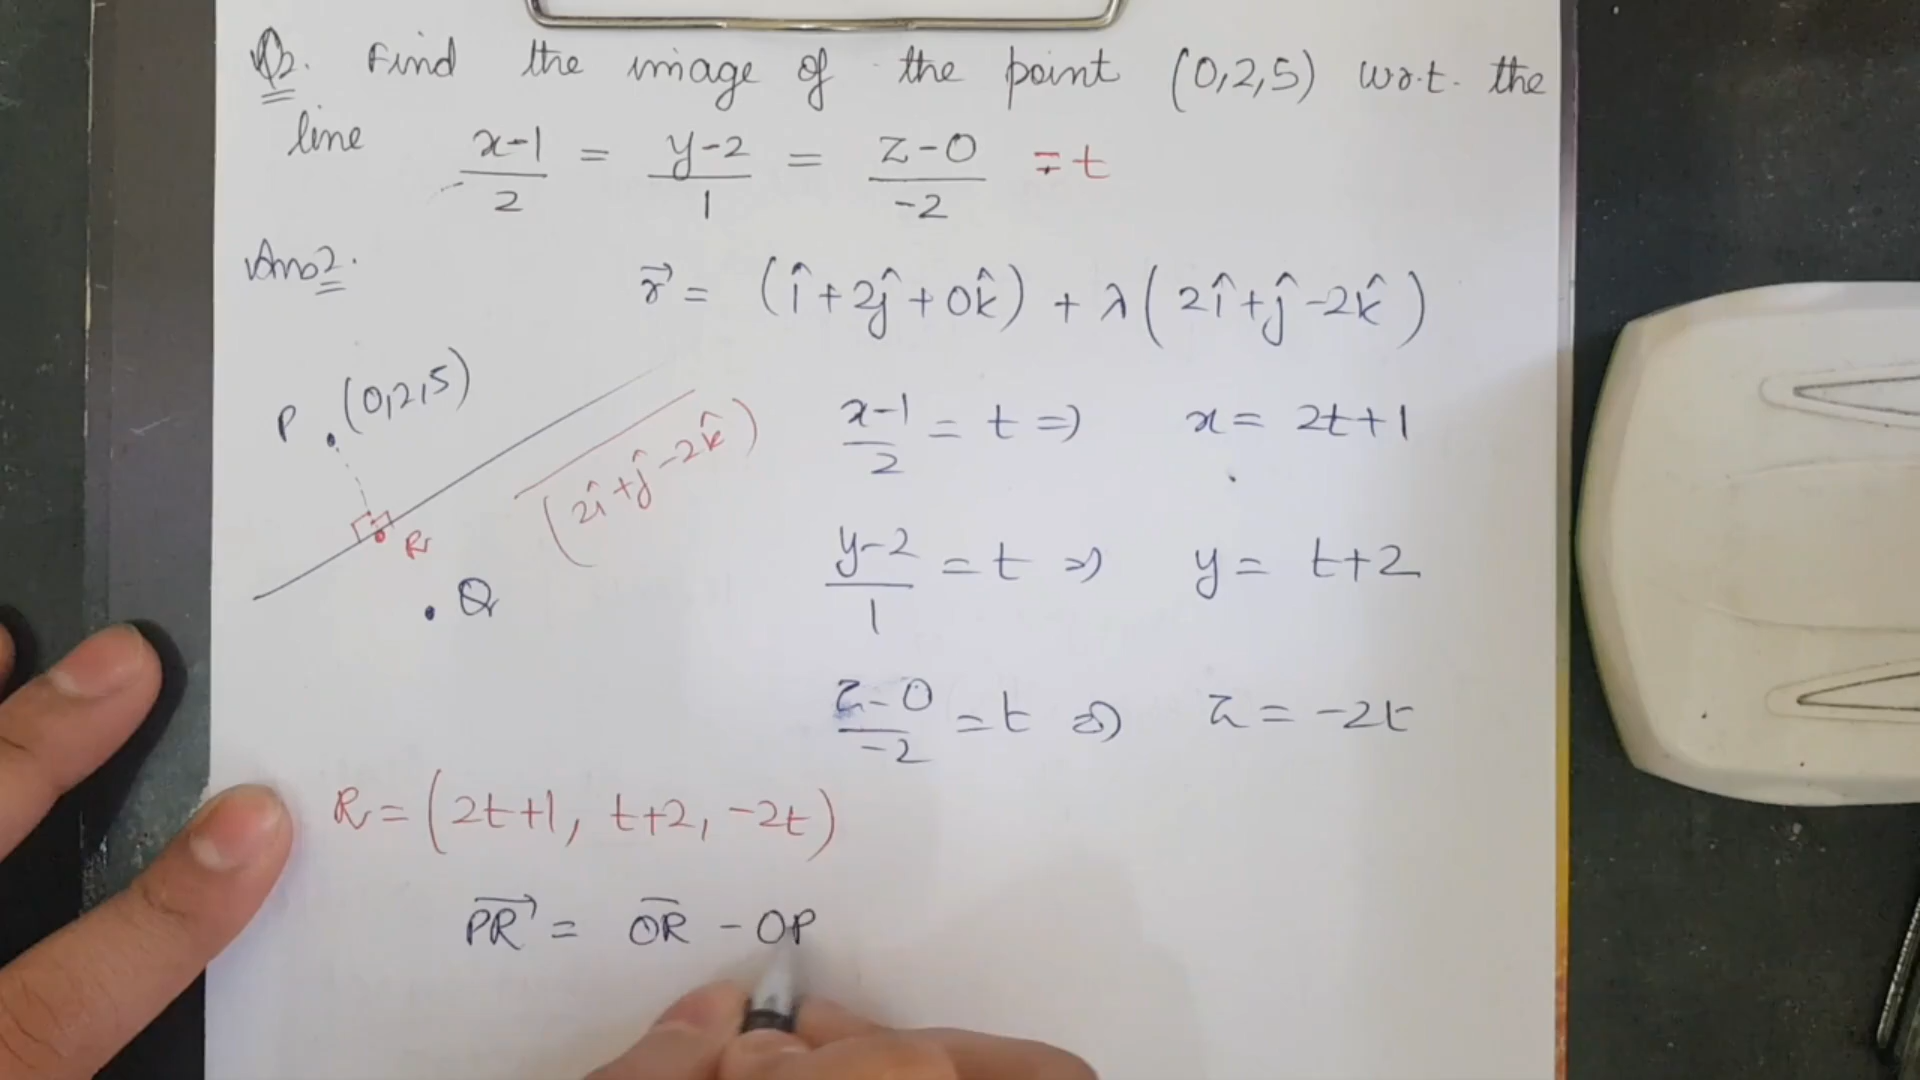 Q2. Find the image of the point (0,2,5) w.r.t. the
line x-1/2 = y-2/1 = z-0/-2 = t
Ans2.
r⃗ = (î+2ĵ+0k̂) + λ(2î+ĵ-2k̂)
P (0,2,5)
(2î+ĵ-2k̂)
R
Q
x-1/2 = t ⇒ x = 2t+1
y-2/1 = t ⇒ y = t+2
z-0/-2 = t ⇒ z = -2t
R = (2t+1, t+2, -2t)
PR⃗ = O̅R̅ - OP